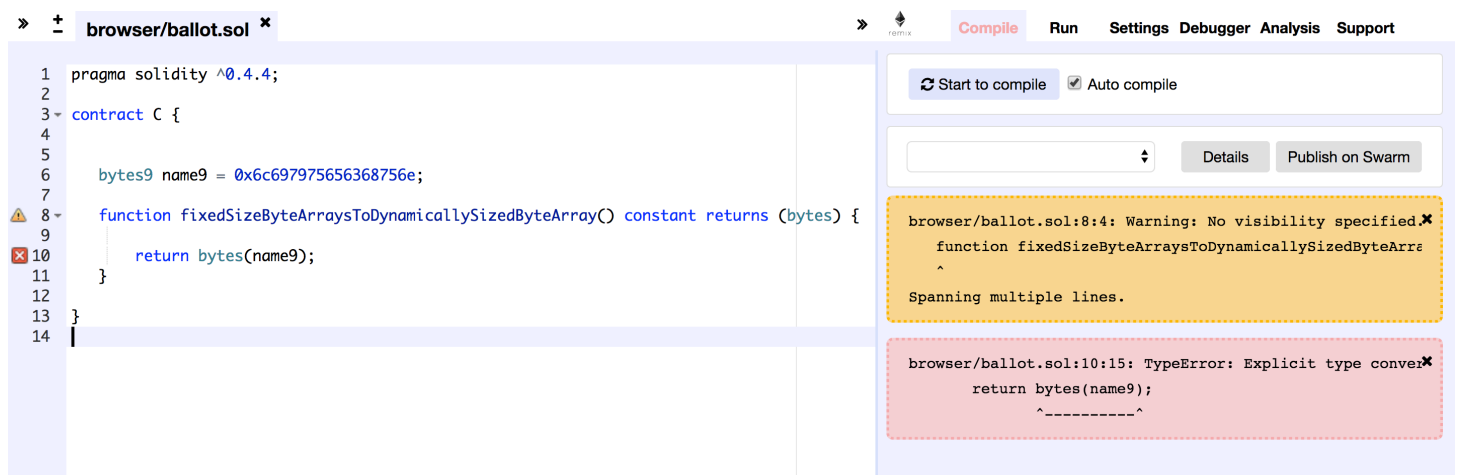 browser/ballot.sol
remix
Compile Run Settings Debugger Analysis Support
1 pragma solidity ^0.4.4;
2
3 contract C {
4
5
6 bytes9 name9 = 0x6c697975656368756e;
7
8 function fixedSizeByteArraysToDynamicallySizedByteArray() constant returns (bytes) {
9
10 return bytes(name9);
11 }
12
13 }
14
Start to compile Auto compile
Details Publish on Swarm
browser/ballot.sol:8:4: Warning: No visibility specified.
function fixedSizeByteArraysToDynamicallySizedByteArra
^
Spanning multiple lines.
browser/ballot.sol:10:15: TypeError: Explicit type conver
return bytes(name9);
^----------^